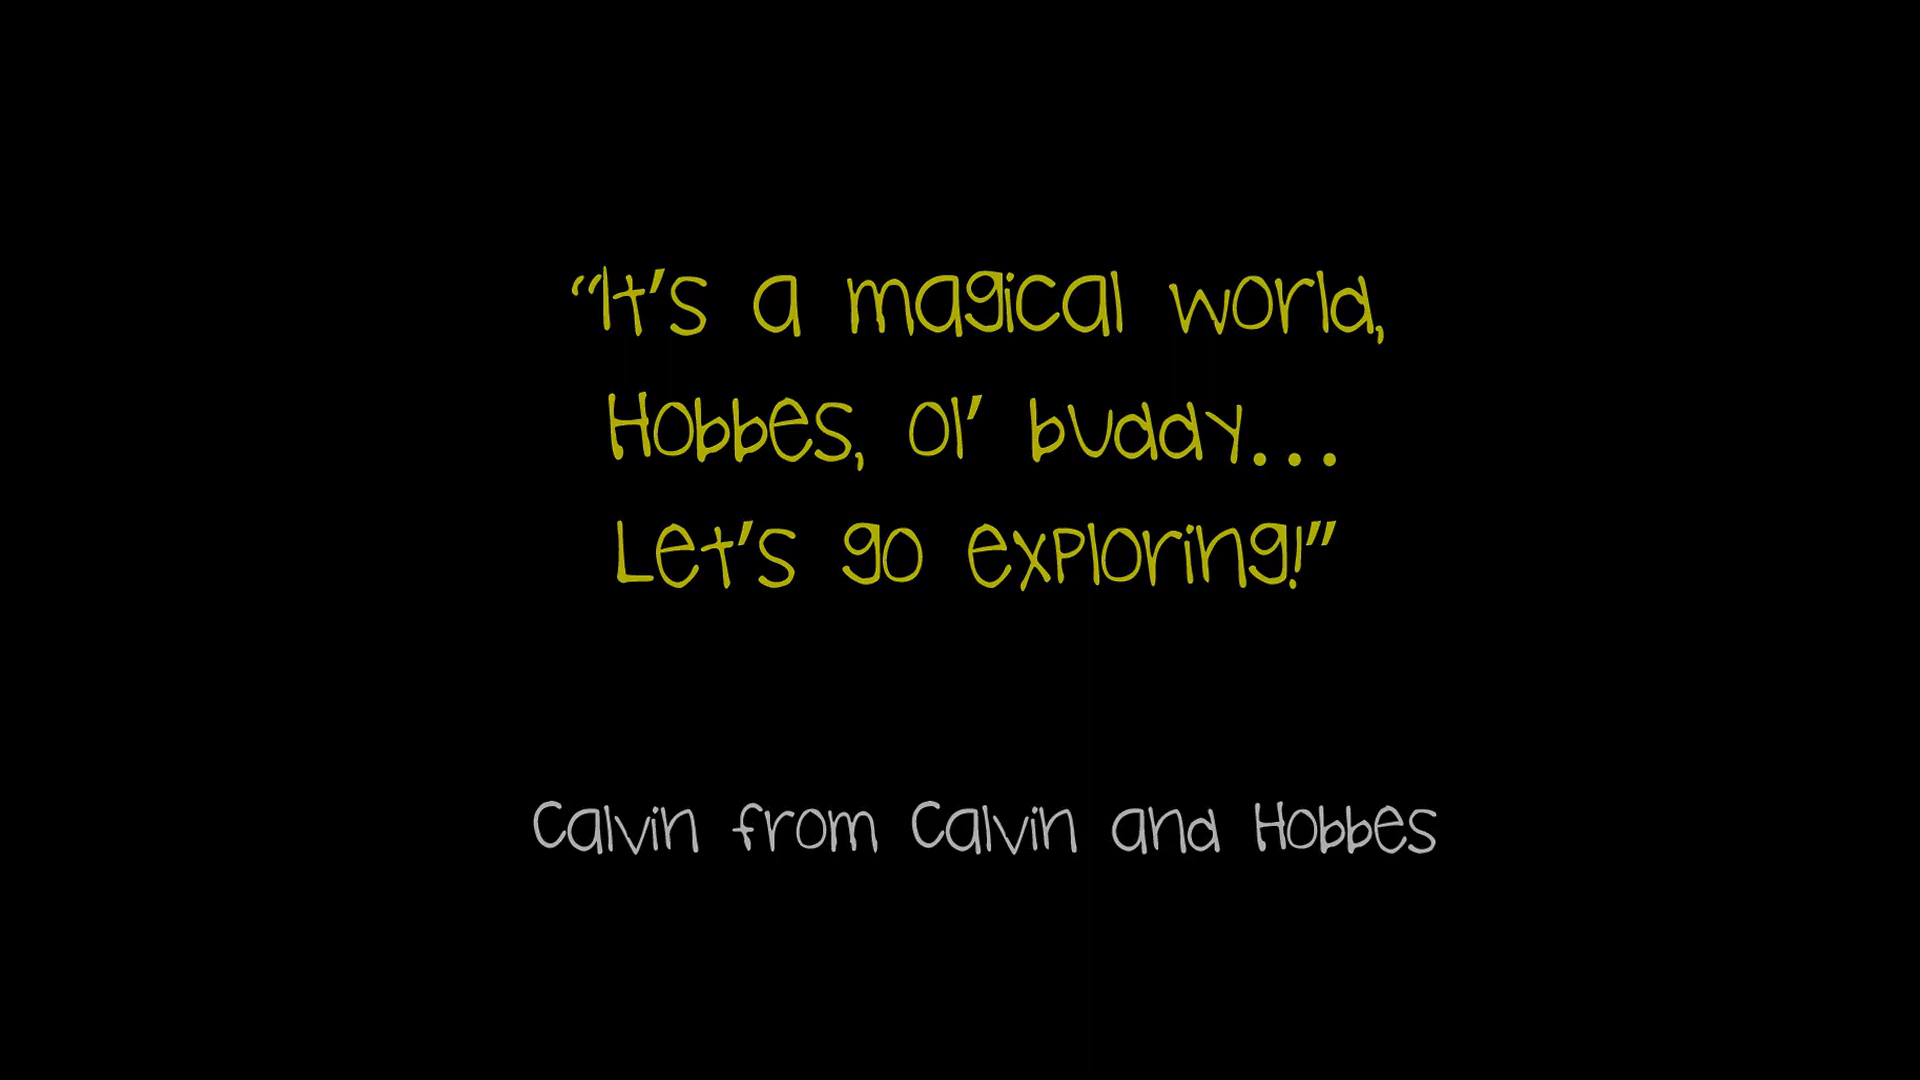 “It’s a magical world,
Hobbes, ol’ buddy...
Let’s go exploring!”
Calvin from Calvin and Hobbes